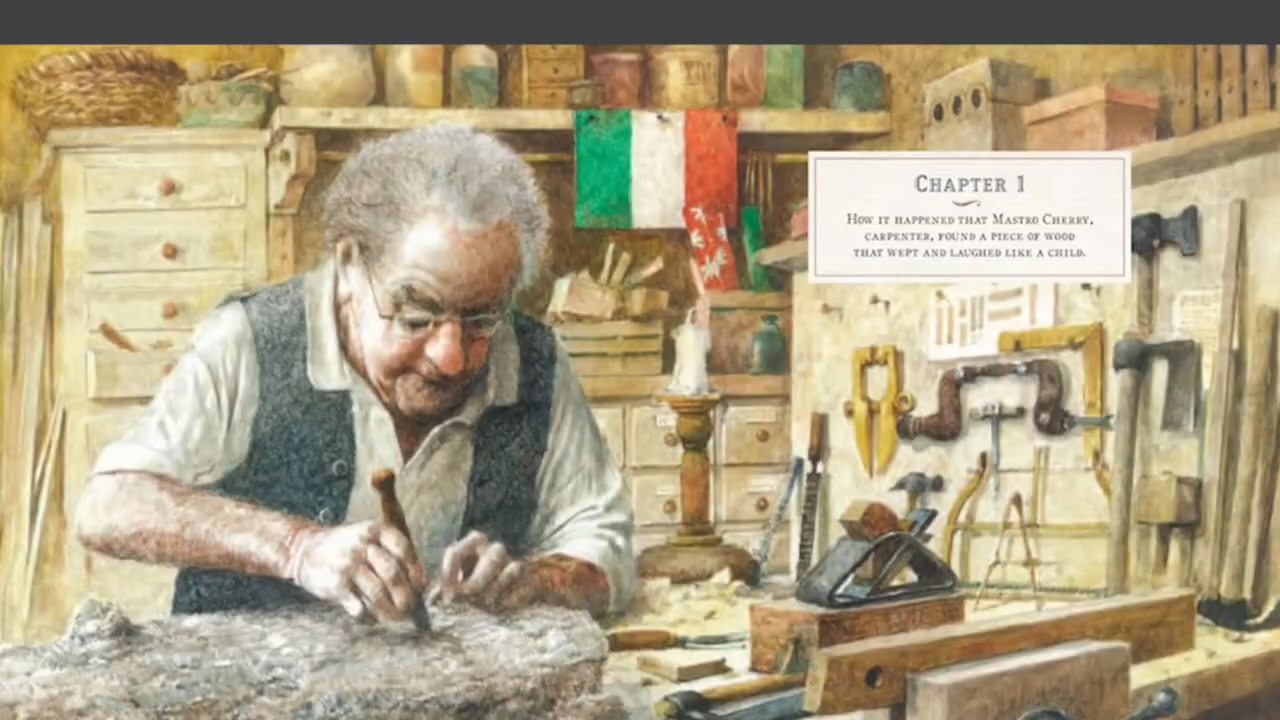 Chapter 1
How it happened that Mastro Cherry,
carpenter, found a piece of wood
that wept and laughed like a child.